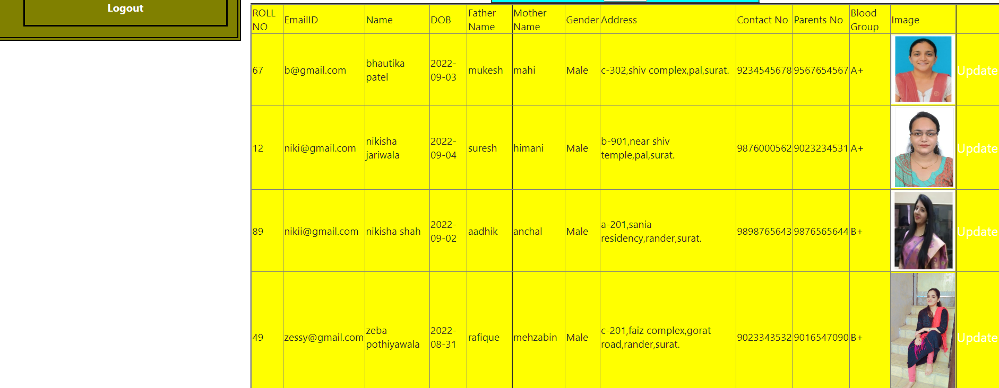 Logout
ROLL NO EmailID Name DOB Father Name Mother Name Gender Address Contact No Parents No Blood Group Image
67 b@gmail.com bhautika patel 2022-09-03 mukesh mahi Male c-302,shiv complex,pal,surat. 9234545678 9567654567 A+ Update
12 niki@gmail.com nikisha jariwala 2022-09-04 suresh himani Male b-901,near shiv temple,pal,surat. 9876000562 9023234531 A+ Update
89 nikii@gmail.com nikisha shah 2022-09-02 aadhik anchal Male a-201,sania residency,rander,surat. 9898765643 9876565644 B+ Update
49 zessy@gmail.com zeba pothiyawala 2022-08-31 rafique mehzabin Male c-201,faiz complex,gorat road,rander,surat. 9023343532 9016547090 B+ Update